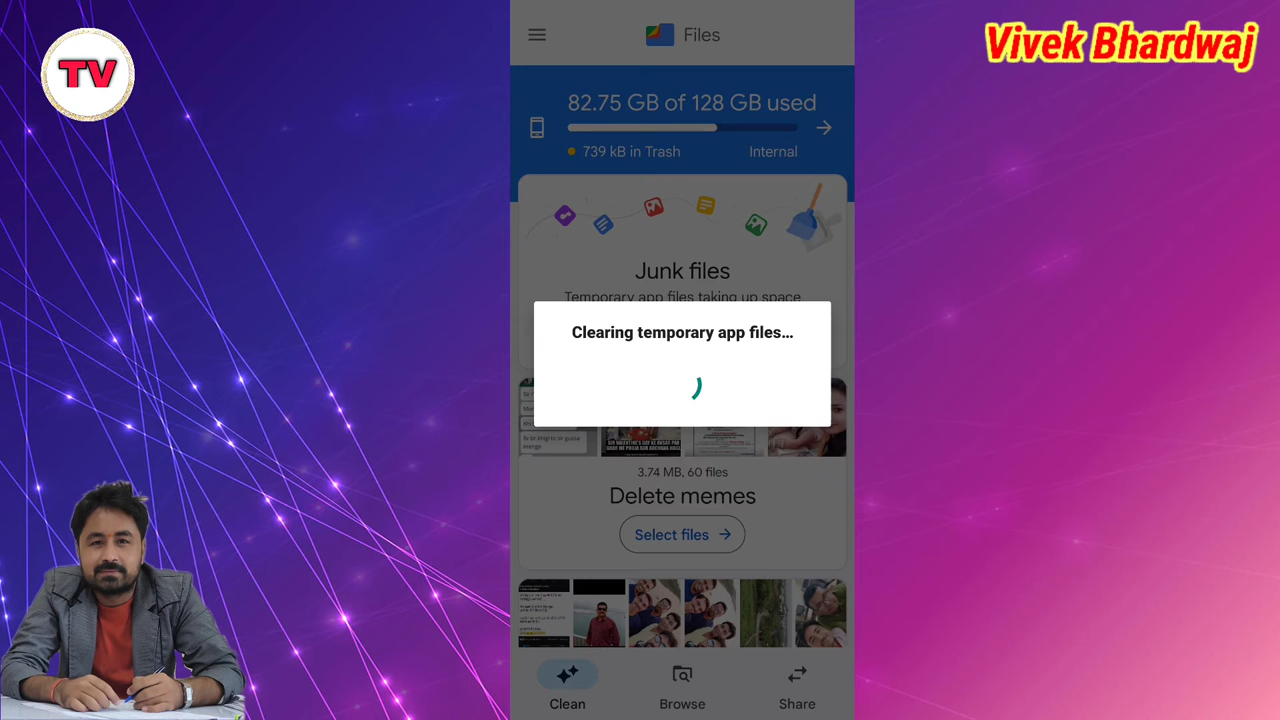 TV
Vivek Bhardwaj
Files
82.75 GB of 128 GB used
739 kB in Trash
Internal
Junk files
Temporary app files taking up space
Clearing temporary app files...
3.74 MB, 60 files
Delete memes
Select files
Clean
Browse
Share